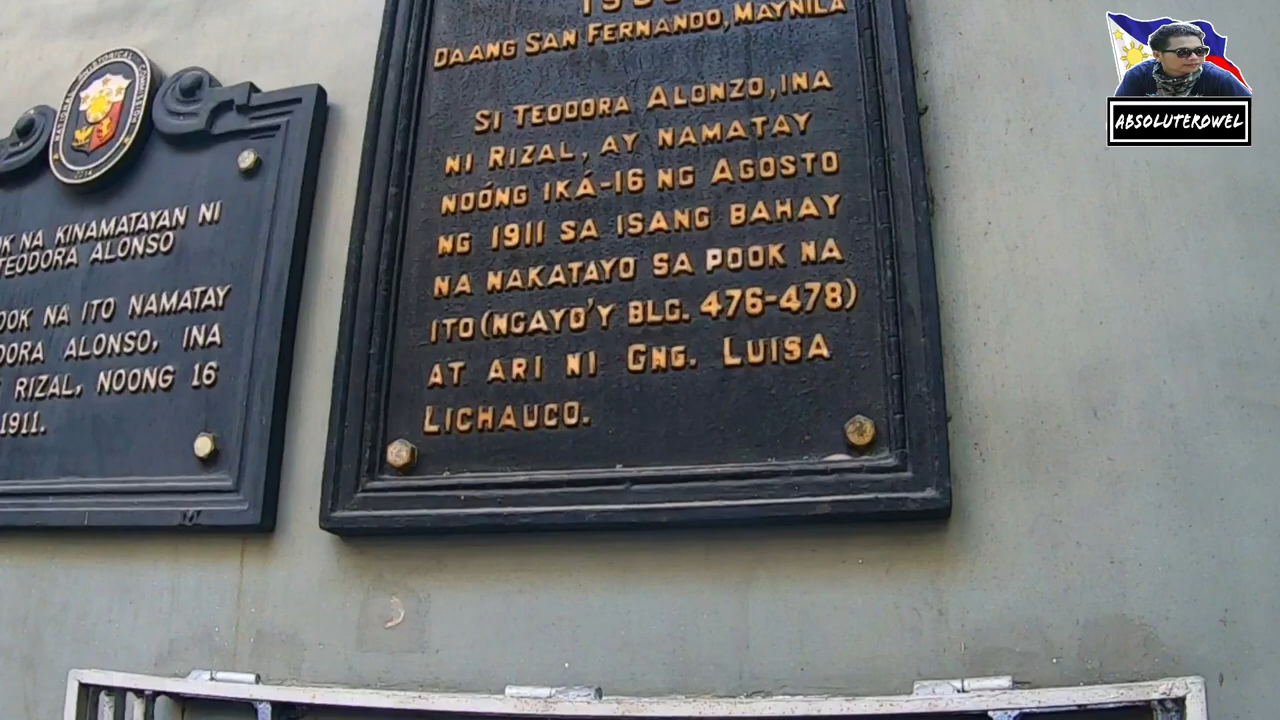 DAANG SAN FERNANDO, MAYNILA
SI TEODORA ALONZO, INA
NI RIZAL, AY NAMATAY
NOÓNG IKÁ-16 NG AGOSTO
NG 1911 SA ISANG BAHAY
NA NAKATAYO SA POOK NA
ITO (NGAYO'Y BLG. 476-478)
AT ARI NI GNG. LUISA
LICHAUCO.
NA KINAMATAYAN NI
TEODORA ALONSO
NA ITO NAMATAY
ALONSO, INA
RIZAL, NOONG 16
1911.
ABSOLUTEROWEL